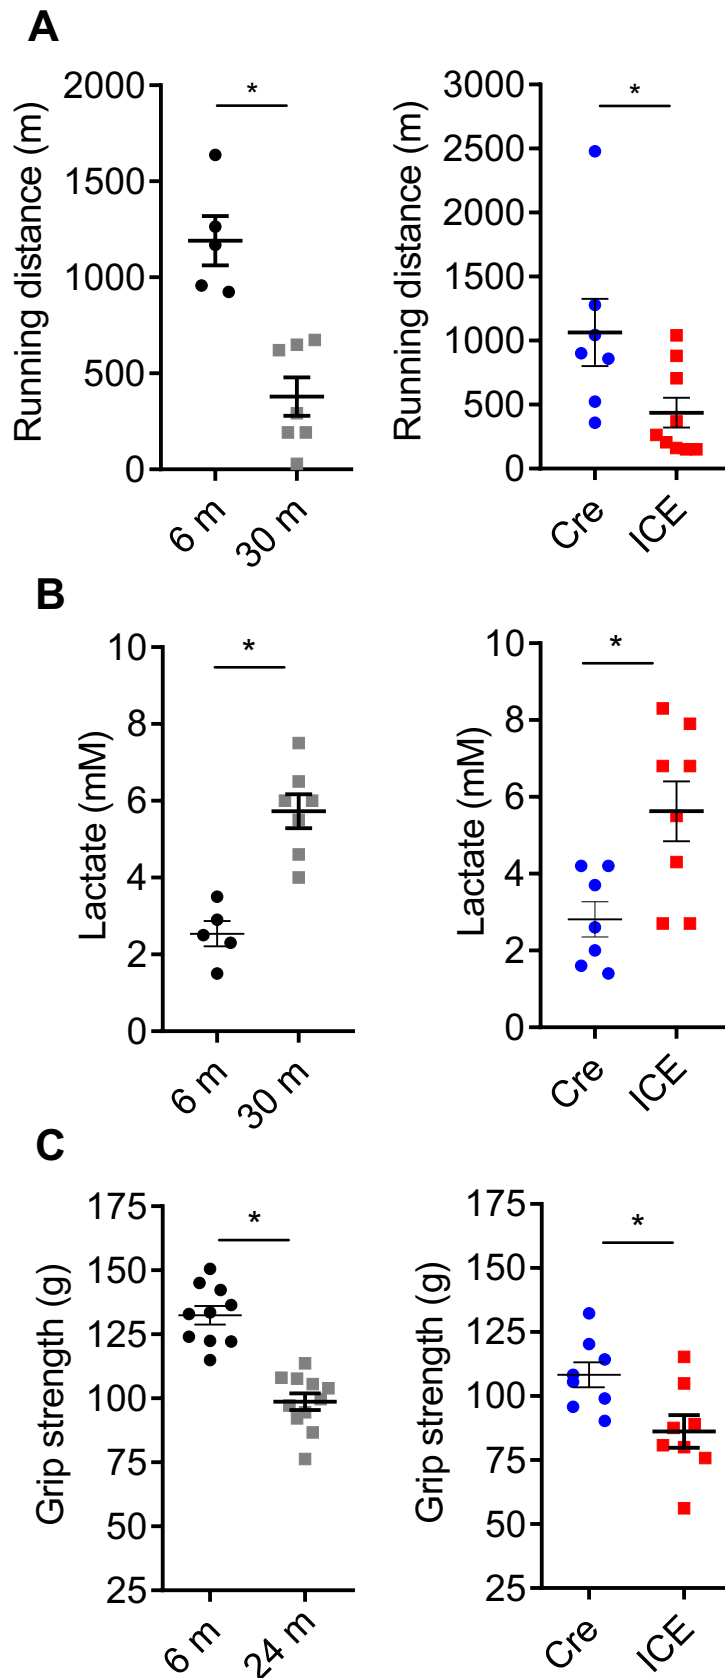 A
Running distance (m)
2000
1500
1000
500
0
*
6 m
30 m
Running distance (m)
3000
2500
2000
1500
1000
500
0
*
Cre
ICE
B
Lactate (mM)
10
8
6
4
2
0
*
6 m
30 m
Lactate (mM)
10
8
6
4
2
0
*
Cre
ICE
C
Grip strength (g)
175
150
125
100
75
50
25
*
6 m
24 m
Grip strength (g)
175
150
125
100
75
50
25
*
Cre
ICE